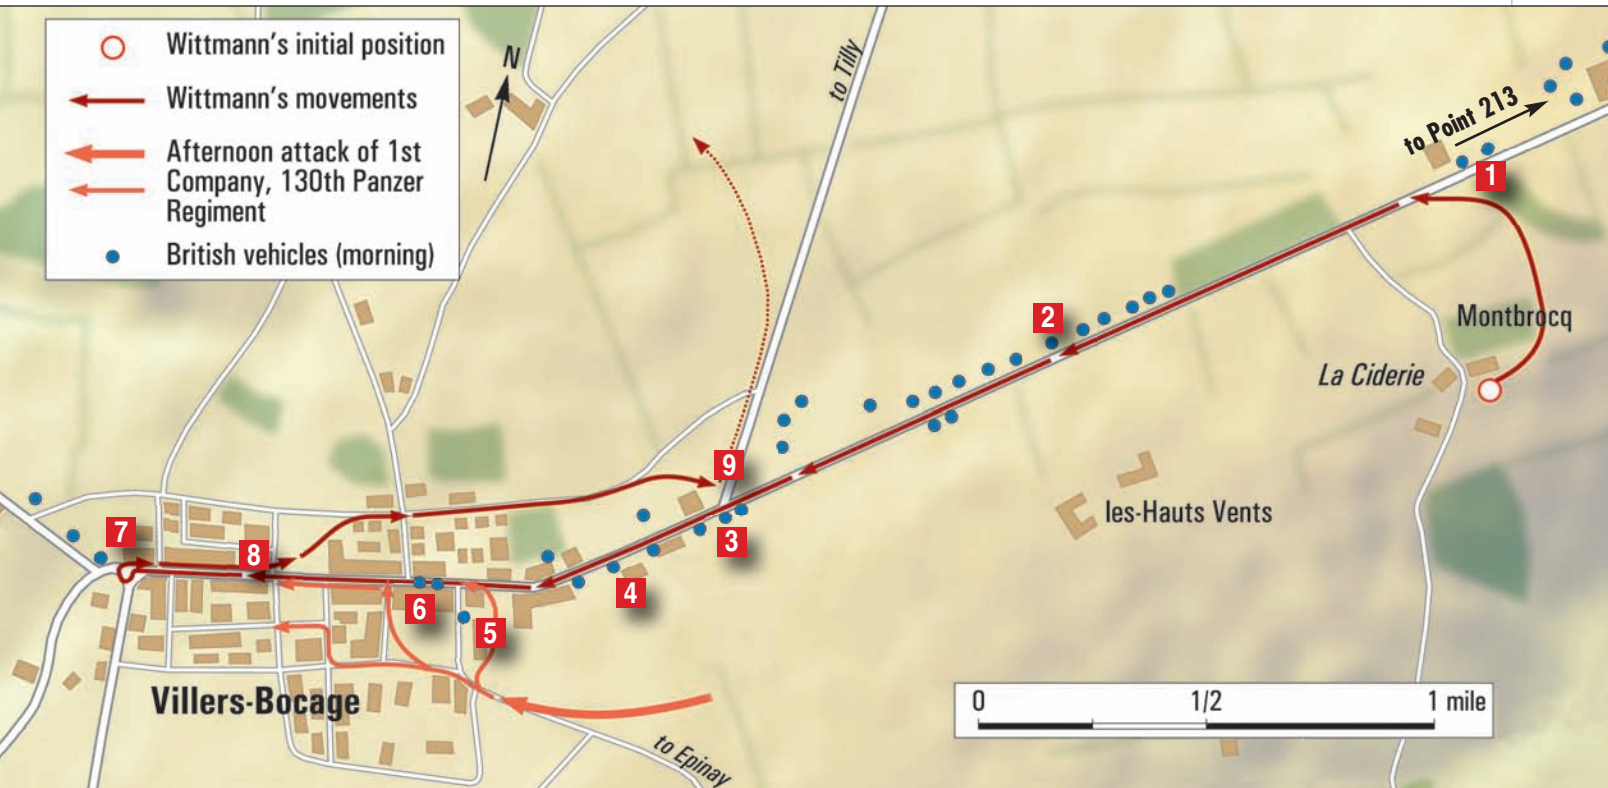 Wittmann's initial position
Wittmann's movements
Afternoon attack of 1st
Company, 130th Panzer
Regiment
British vehicles (morning)
N
to Tilly
to Point 213
1
2
Montbrocq
La Ciderie
9
3
les-Hauts Vents
7
8
4
6
5
Villers-Bocage
to Epinay
0
1/2
1 mile